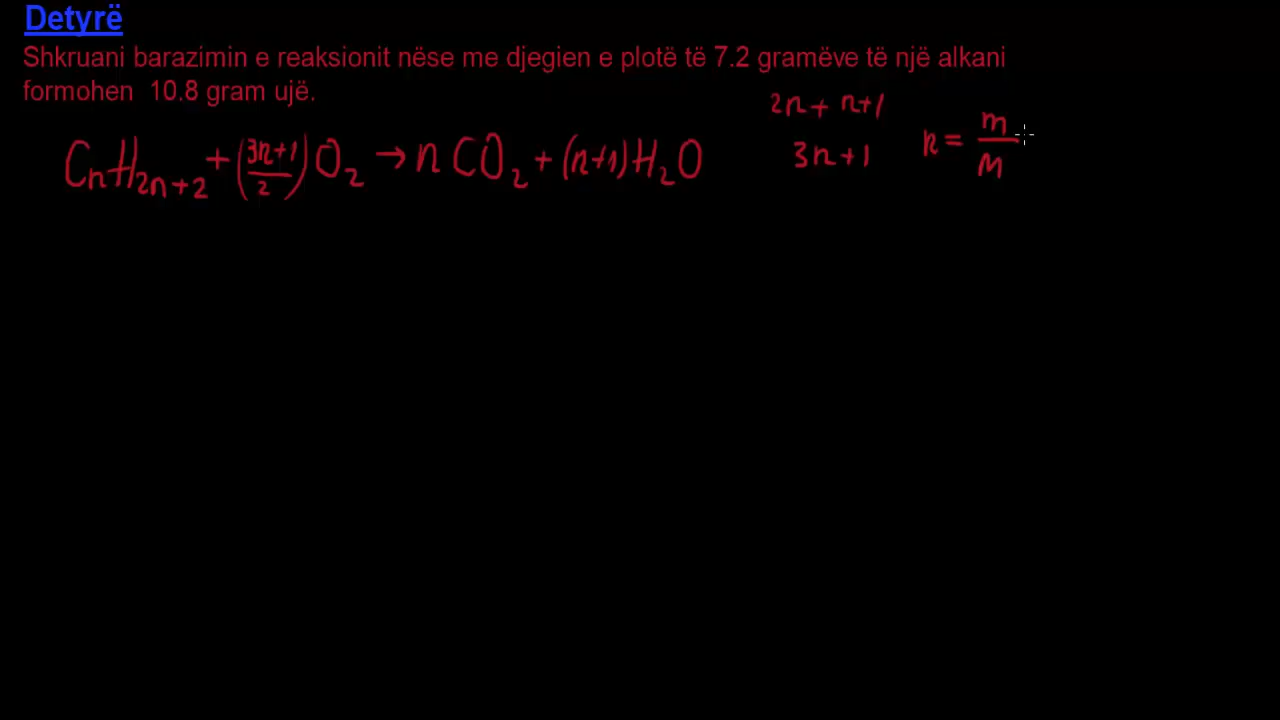 Detyrë
Shkruani barazimin e reaksionit nëse me djegien e plotë të 7.2 gramëve të një alkani
formohen 10.8 gram ujë.
2n + n+1
CnH2n+2 + (3n+1/2) O2 → n CO2 + (n+1) H2O
3n+1
n = m/M